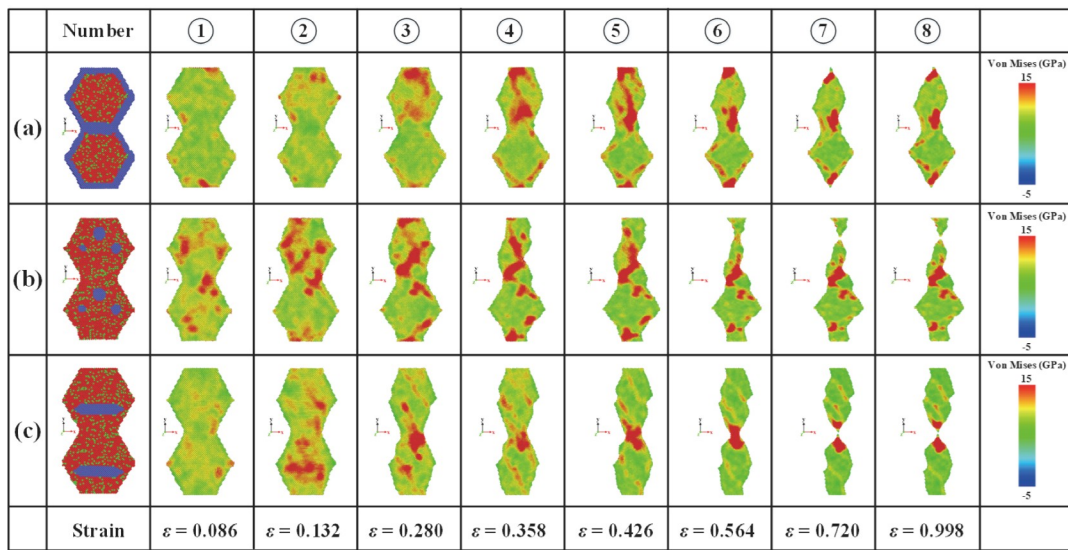 Number ① ② ③ ④ ⑤ ⑥ ⑦ ⑧
(a)
Von Mises (GPa)
15
-5
(b)
Von Mises (GPa)
15
-5
(c)
Von Mises (GPa)
15
-5
Strain ε = 0.086 ε = 0.132 ε = 0.280 ε = 0.358 ε = 0.426 ε = 0.564 ε = 0.720 ε = 0.998